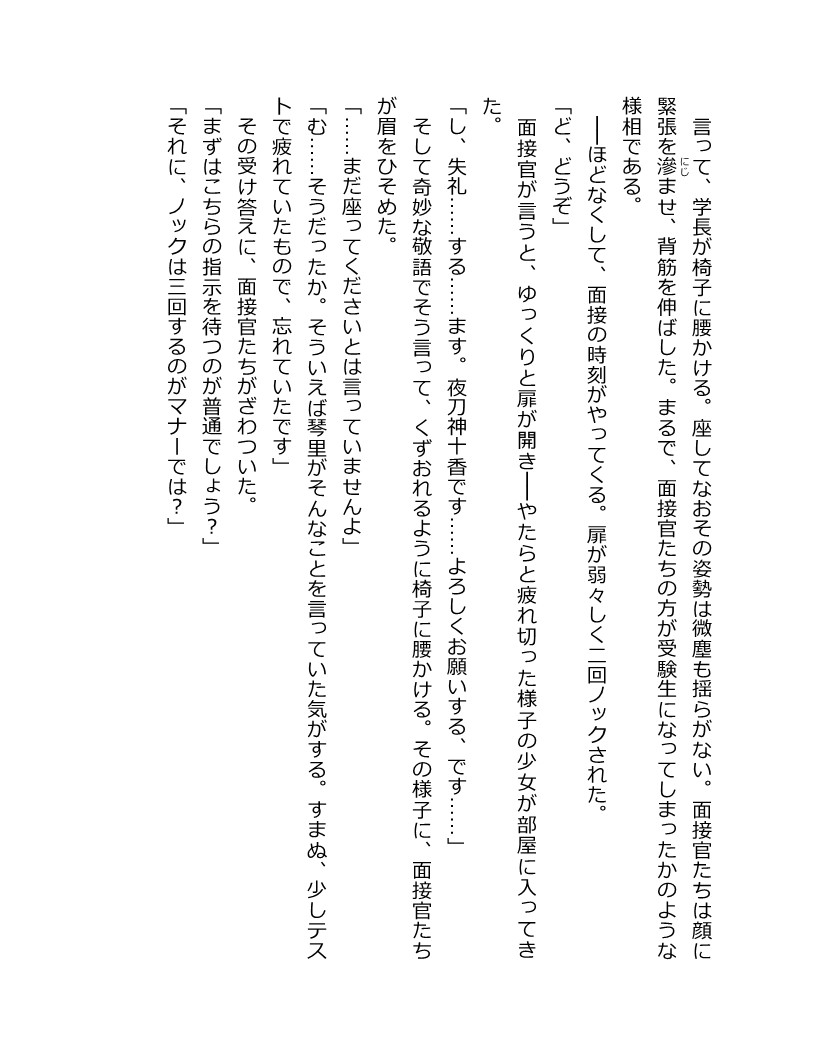 言って、学長が椅子に腰かける。座してなおその姿勢は微塵も揺らがない。面接官たちは顔に
緊張を滲ませ、背筋を伸ばした。まるで、面接官たちの方が受験生になってしまったかのような
にじ
様相である。
　――ほどなくして、面接の時刻がやってくる。扉が弱々しく二回ノックされた。
「ど、どうぞ」
　面接官が言うと、ゆっくりと扉が開き――やたらと疲れ切った様子の少女が部屋に入ってき
た。
「し、失礼……する……ます。夜刀神十香です……よろしくお願いする、です……」
　そして奇妙な敬語でそう言って、くずおれるように椅子に腰かける。その様子に、面接官たち
が眉をひそめた。
「……まだ座ってくださいとは言っていませんよ」
「む……そうだったか。そういえば琴里がそんなことを言っていた気がする。すまぬ、少しテス
トで疲れていたもので、忘れていたです」
　その受け答えに、面接官たちがざわついた。
「まずはこちらの指示を待つのが普通でしょう？」
「それに、ノックは三回するのがマナーでは？」